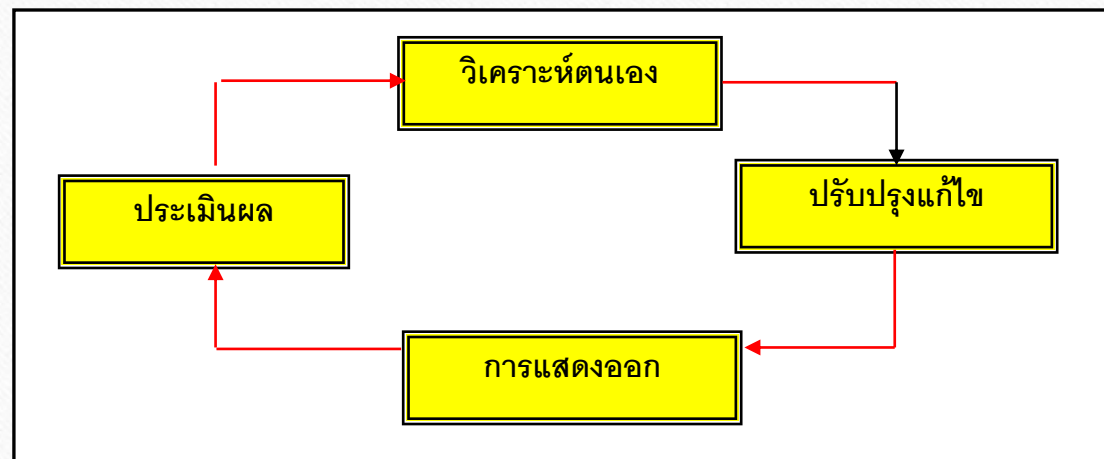 วิเคราะห์ตนเอง
ปรับปรุงแก้ไข
ประเมินผล
การแสดงออก